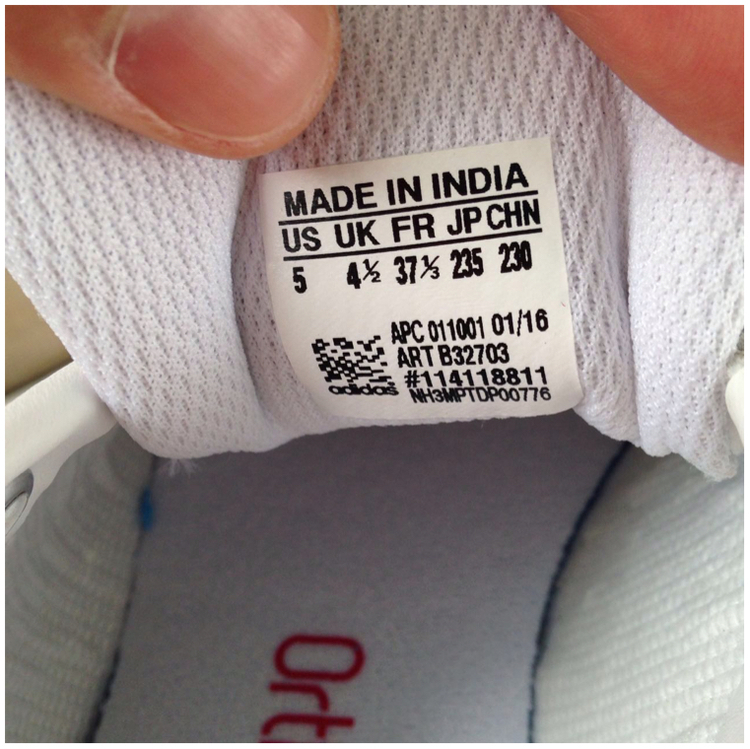 MADE IN INDIA
US UK FR JP CHN
5 4½ 37⅓ 235 230
APC 011001 01/16
ART B32703
#114118811
adidas NH3MPTDP00776
Ort